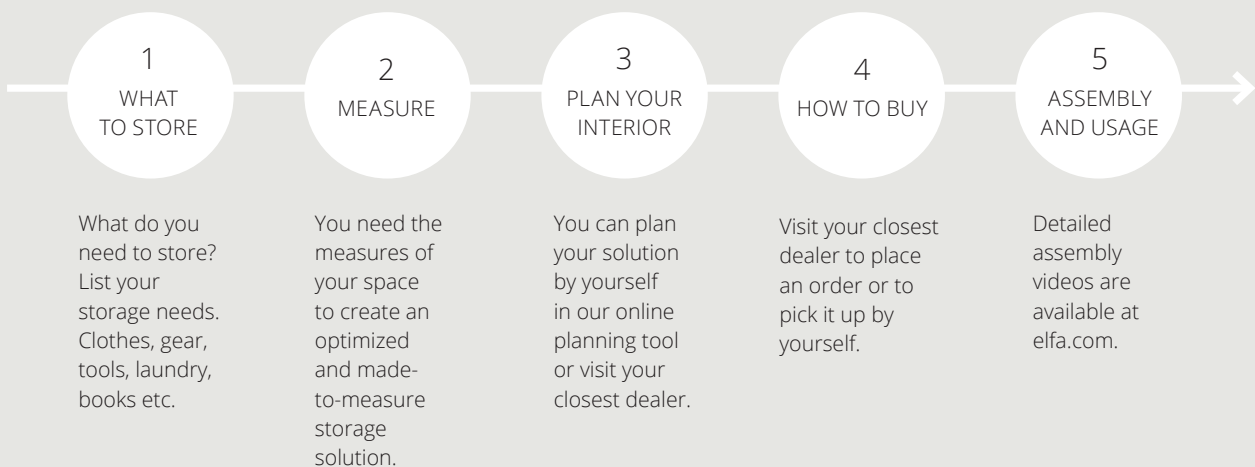 1
WHAT
TO STORE
What do you
need to store?
List your
storage needs.
Clothes, gear,
tools, laundry,
books etc.
2
MEASURE
You need the
measures of
your space
to create an
optimized
and made-
to-measure
storage
solution.
3
PLAN YOUR
INTERIOR
You can plan
your solution
by yourself
in our online
planning tool
or visit your
closest dealer.
4
HOW TO BUY
Visit your closest
dealer to place
an order or to
pick it up by
yourself.
5
ASSEMBLY
AND USAGE
Detailed
assembly
videos are
available at
elfa.com.